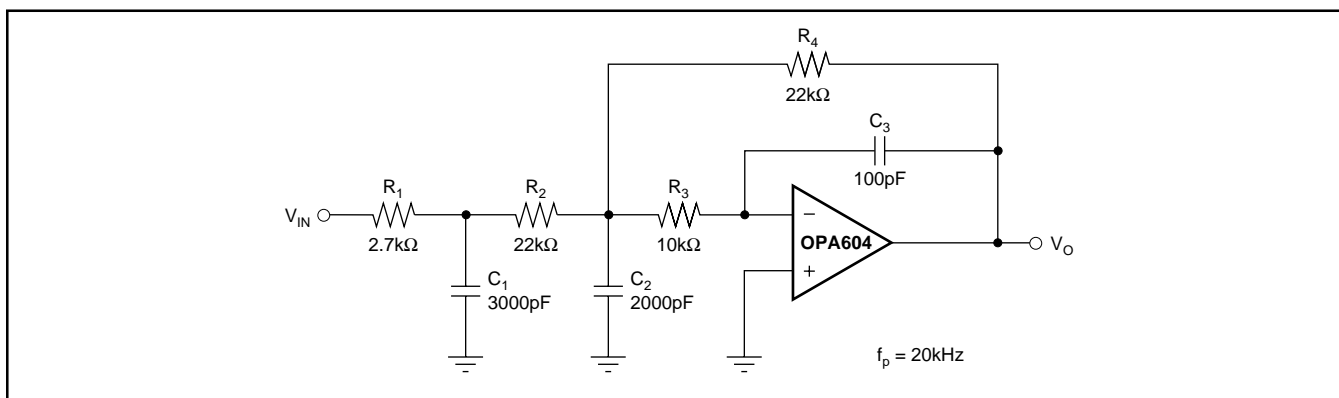 R4
22kΩ
C3
100pF
R1
2.7kΩ
R2
22kΩ
R3
10kΩ
VIN
–
OPA604
+
VO
C1
3000pF
C2
2000pF
fp = 20kHz